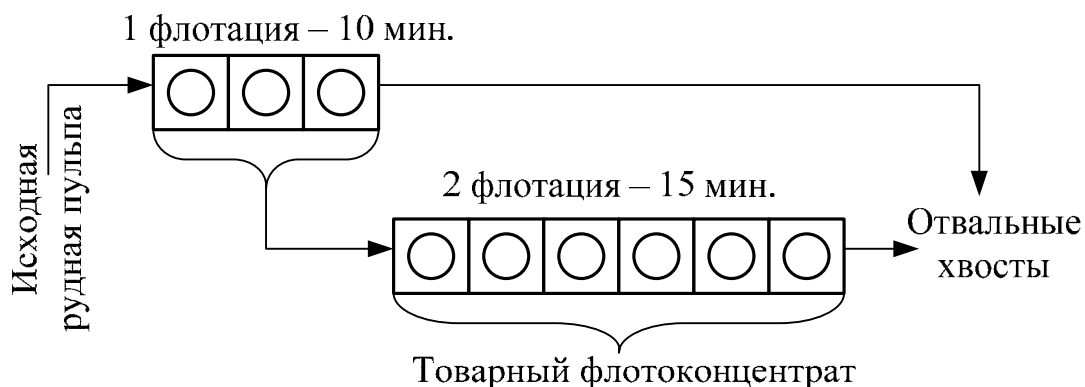 1 флотация – 10 мин.
Исходная
рудная пульпа
2 флотация – 15 мин.
Отвальные
хвосты
Товарный флотоконцентрат